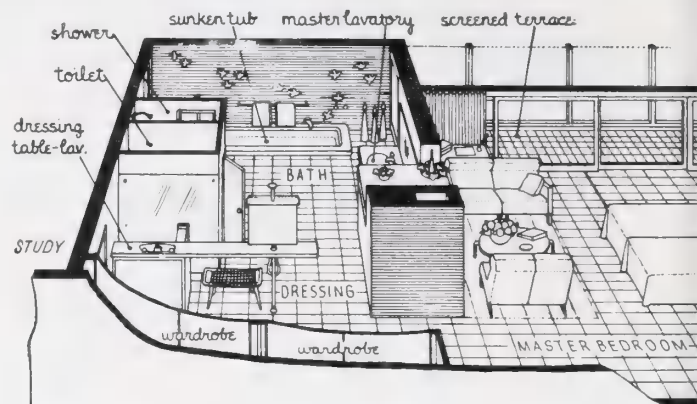 sunken tub
master lavatory
screened terrace
shower
toilet
dressing
table-lav.
BATH
STUDY
DRESSING
wardrobe
wardrobe
MASTER BEDROOM